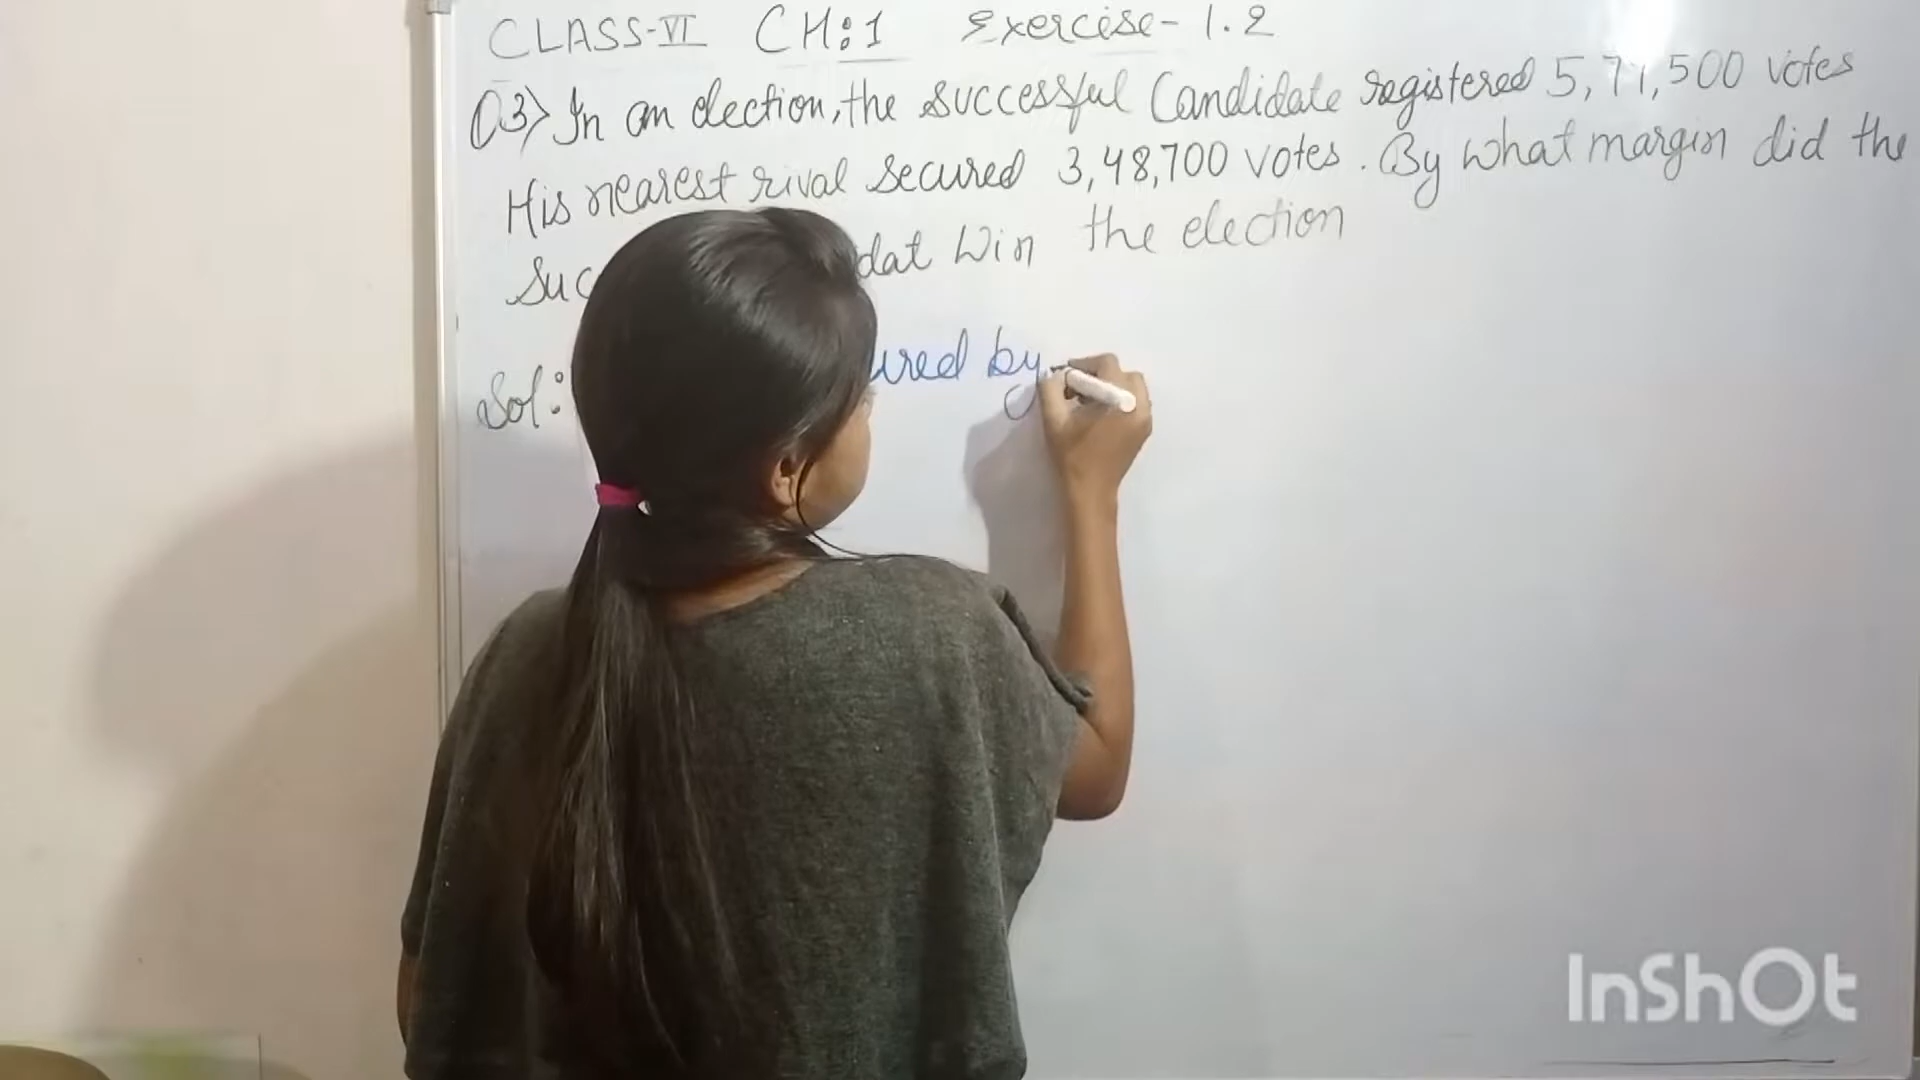 CLASS-VI CH:1 Exercise-1.2
Q3) In an election, the successful Candidate registered 5,77,500 votes
His nearest rival secured 3,48,700 votes. By what margin did the
Suc dat Win the election
Sol: ured by
InShOt